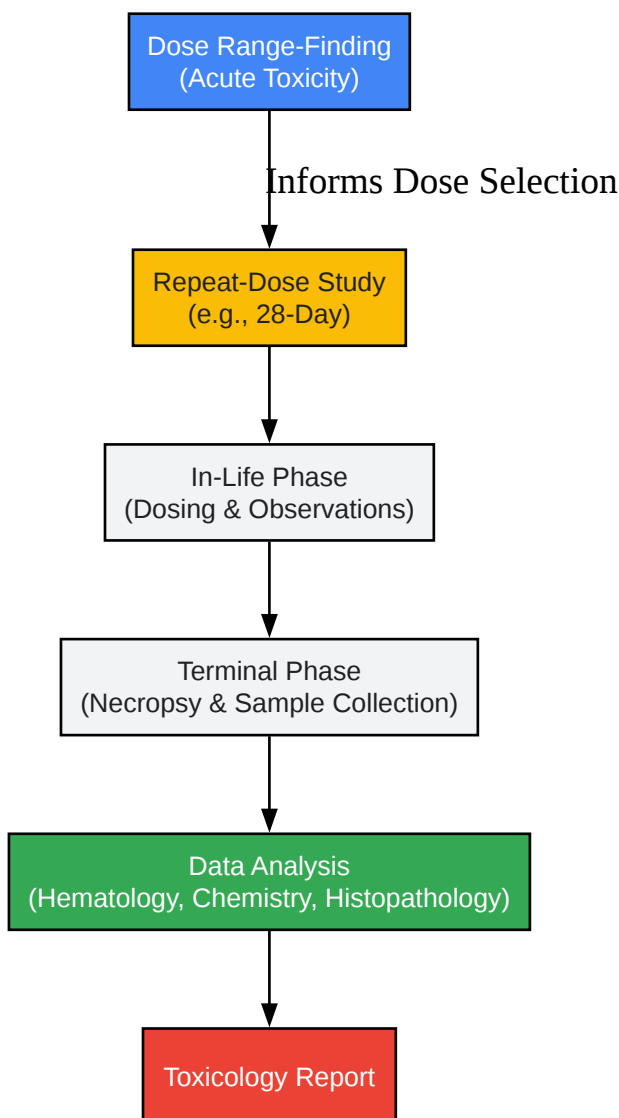 Dose Range-Finding
(Acute Toxicity)
Informs Dose Selection
Repeat-Dose Study
(e.g., 28-Day)
In-Life Phase
(Dosing & Observations)
Terminal Phase
(Necropsy & Sample Collection)
Data Analysis
(Hematology, Chemistry, Histopathology)
Toxicology Report